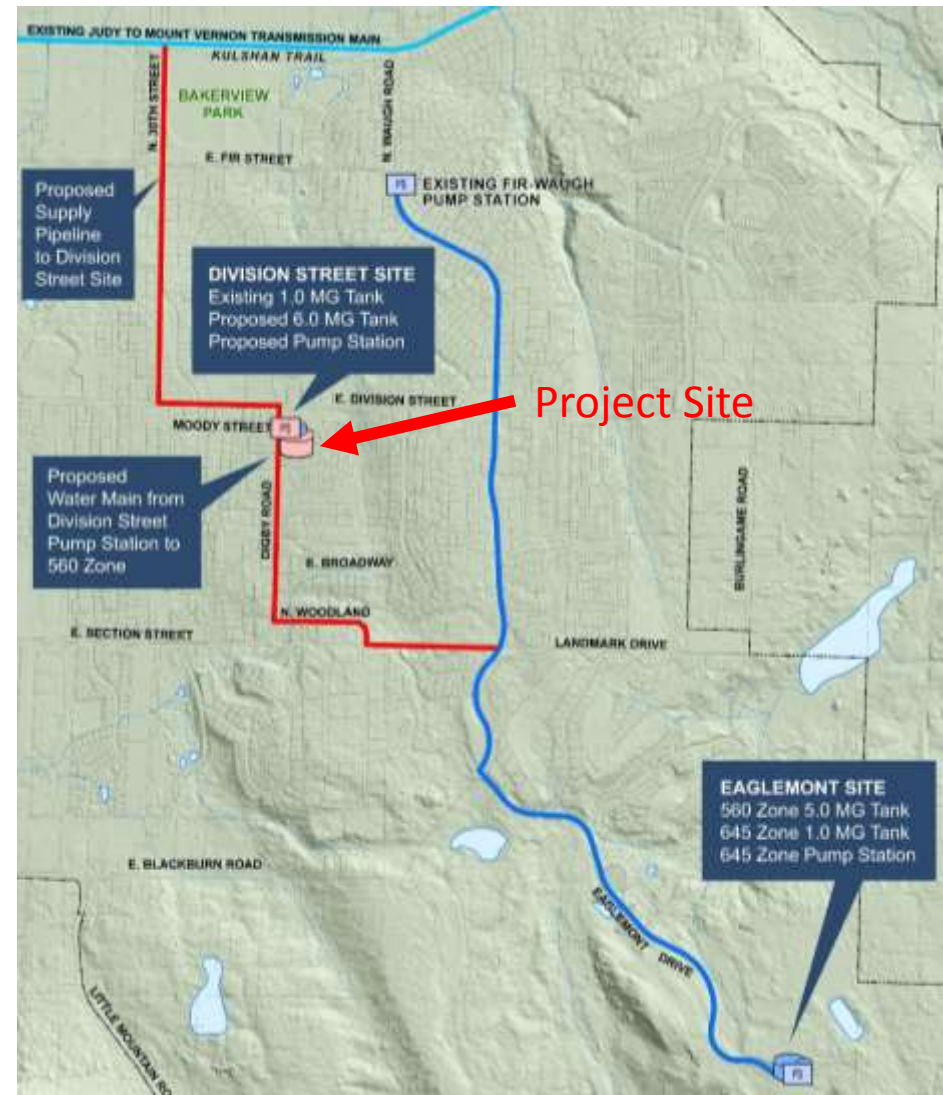 EXISTING JUDY TO MOUNT VERNON TRANSMISSION MAIN
KULSHAN TRAIL
N. 30TH STREET
BAKERVIEW
PARK
N. WAUGH ROAD
E. FIR STREET
PS
EXISTING FIR-WAUGH
PUMP STATION
Proposed
Supply
Pipeline
to Division
Street Site
DIVISION STREET SITE
Existing 1.0 MG Tank
Proposed 6.0 MG Tank
Proposed Pump Station
E. DIVISION STREET
Project Site
MOODY STREET
PS
Proposed
Water Main from
Division Street
Pump Station to
560 Zone
DIGBY ROAD
BURLINGAME ROAD
E. BROADWAY
N. WOODLAND
E. SECTION STREET
LANDMARK DRIVE
EAGLEMONT SITE
560 Zone 5.0 MG Tank
645 Zone 1.0 MG Tank
645 Zone Pump Station
E. BLACKBURN ROAD
EAGLEMONT DRIVE
LITTLE MOUNTAIN RO
PS